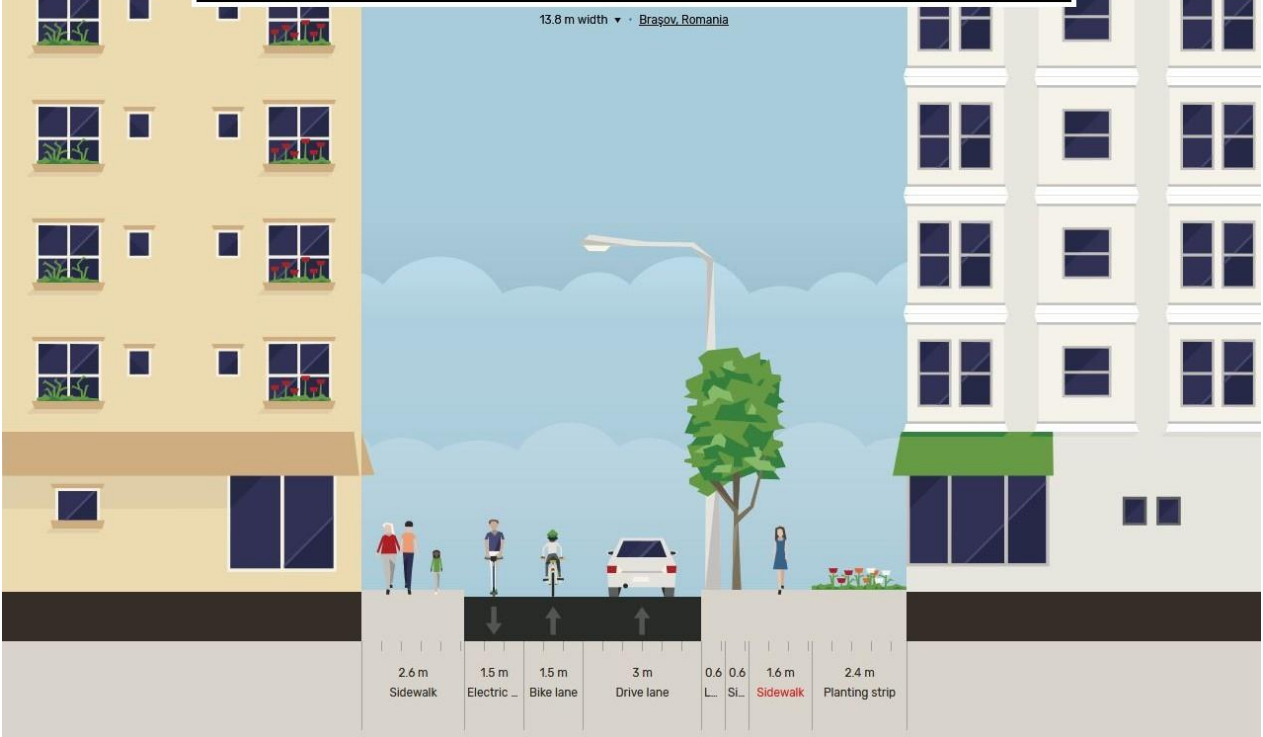 13.8 m width ▾ · Brașov, Romania
2.6 m 1.5 m 1.5 m 3 m 0.6 0.6 1.6 m 2.4 m
Sidewalk Electric ... Bike lane Drive lane L... Si... Sidewalk Planting strip